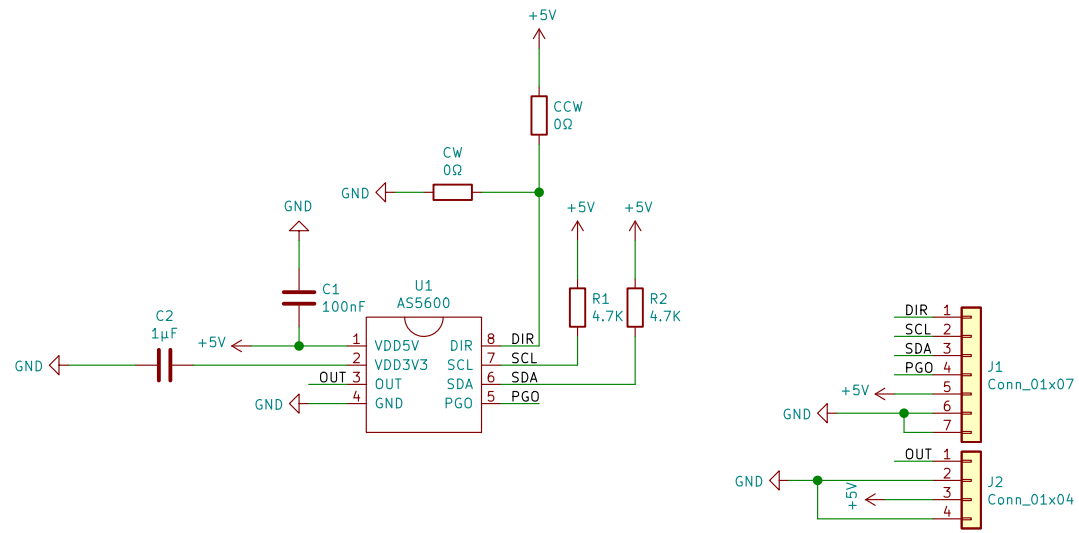 +5V
CCW
0Ω
CW
0Ω
GND
GND
+5V
+5V
C1
100nF
U1
AS5600
R1
4.7K
R2
4.7K
C2
1µF
GND
+5V
1 VDD5V
2 VDD3V3
OUT 3 OUT
GND 4 GND
DIR 8 DIR
SCL 7 SCL
SDA 6 SDA
PGO 5 PGO
DIR 1
SCL 2
SDA 3
PGO 4
+5V 5
GND 6
7
J1
Conn_01x07
OUT 1
GND 2
+5V 3
4
J2
Conn_01x04